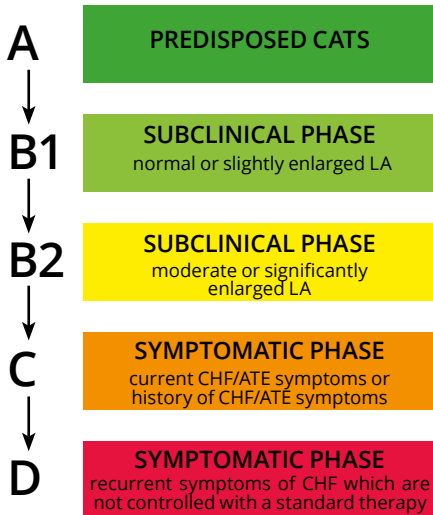 A
PREDISPOSED CATS
B1
SUBCLINICAL PHASE
normal or slightly enlarged LA
B2
SUBCLINICAL PHASE
moderate or significantly
enlarged LA
C
SYMPTOMATIC PHASE
current CHF/ATE symptoms or
history of CHF/ATE symptoms
D
SYMPTOMATIC PHASE
recurrent symptoms of CHF which are
not controlled with a standard therapy